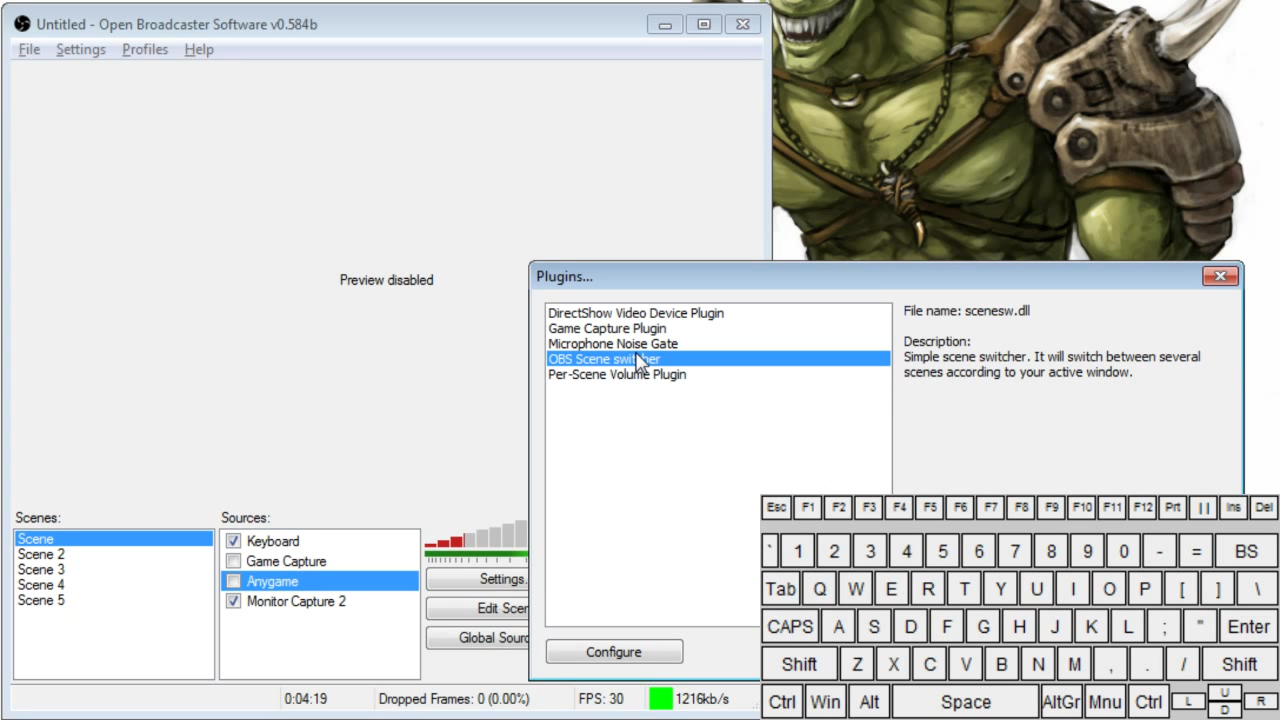 Untitled - Open Broadcaster Software v0.584b
File Settings Profiles Help
Preview disabled
Plugins...
DirectShow Video Device Plugin
Game Capture Plugin
Microphone Noise Gate
OBS Scene switcher
Per-Scene Volume Plugin
File name: scenesw.dll
Description:
Simple scene switcher. It will switch between several
scenes according to your active window.
Configure
Scenes:
Scene
Scene 2
Scene 3
Scene 4
Scene 5
Sources:
Keyboard
Game Capture
Anygame
Monitor Capture 2
Settings.
Edit Scen
Global Sourc
0:04:19 Dropped Frames: 0 (0.00%) FPS: 30 1216kb/s
Esc F1 F2 F3 F4 F5 F6 F7 F8 F9 F10 F11 F12 Prt || Ins Del
` 1 2 3 4 5 6 7 8 9 0 - = BS
Tab Q W E R T Y U I O P [ ] \
CAPS A S D F G H J K L ; " Enter
Shift Z X C V B N M , . / Shift
Ctrl Win Alt Space AltGr Mnu Ctrl L U D R